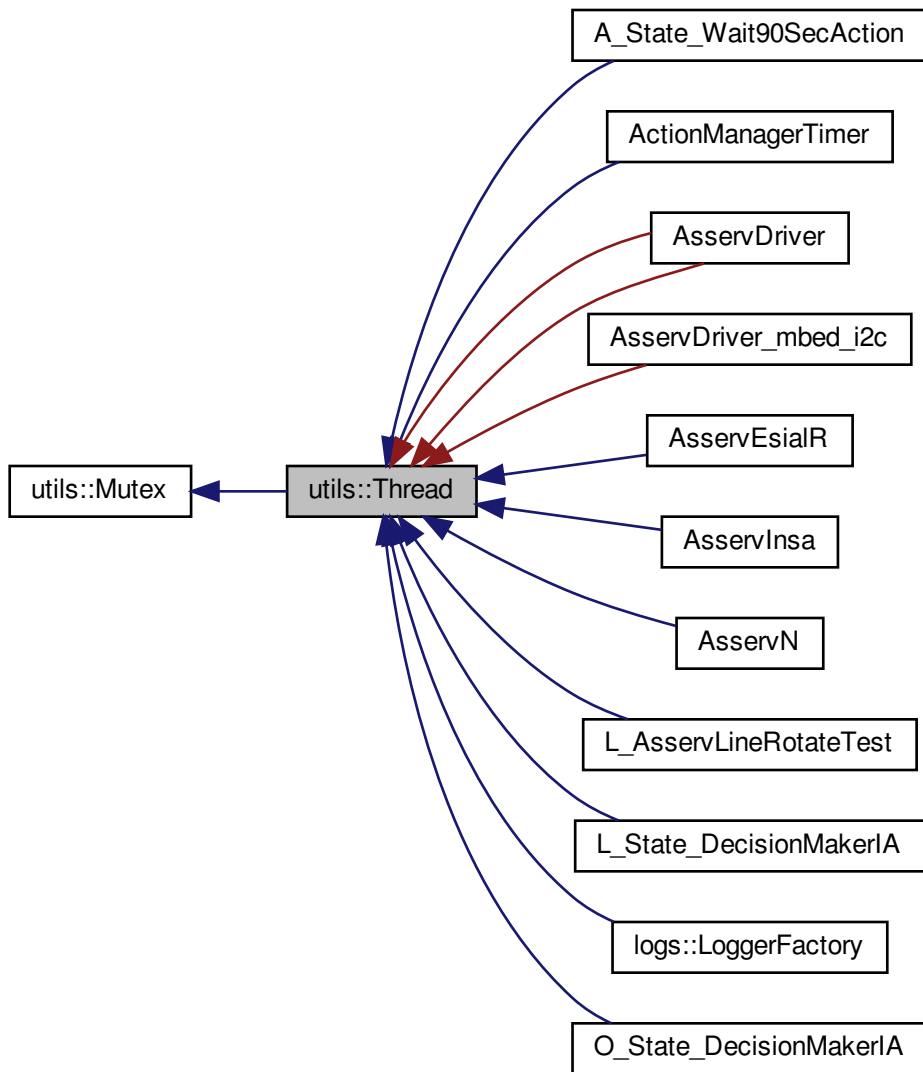 A_State_Wait90SecAction
ActionManagerTimer
AsservDriver
AsservDriver_mbed_i2c
AsservEsialR
utils::Mutex
utils::Thread
AsservInsa
AsservN
L_AsservLineRotateTest
L_State_DecisionMakerIA
logs::LoggerFactory
O_State_DecisionMakerIA